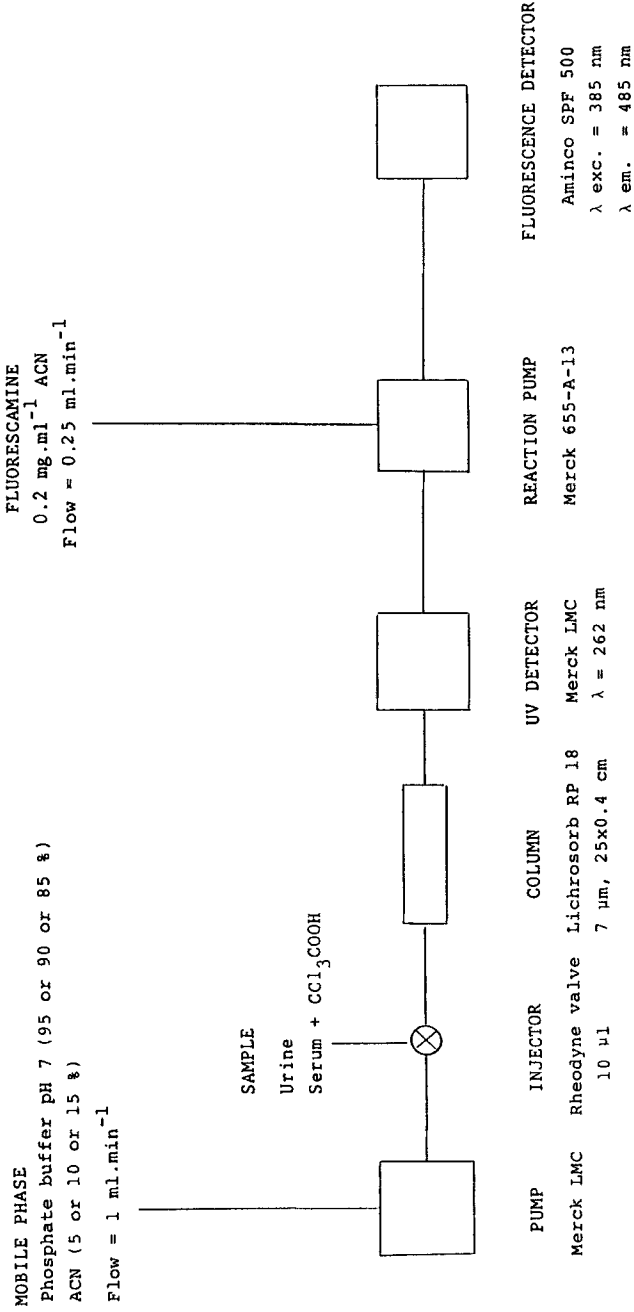 MOBILE PHASE
Phosphate buffer pH 7 (95 or 90 or 85 %)
ACN (5 or 10 or 15 %)
Flow = 1 ml.min⁻¹
FLUORESCAMINE
0.2 mg.ml⁻¹ ACN
Flow = 0.25 ml.min⁻¹
SAMPLE
Urine
Serum + CCl₃COOH
PUMP
Merck LMC
INJECTOR
Rheodyne valve
10 µl
COLUMN
Lichrosorb RP 18
7 µm, 25x0.4 cm
UV DETECTOR
Merck LMC
λ = 262 nm
REACTION PUMP
Merck 655-A-13
FLUORESCENCE DETECTOR
Aminco SPF 500
λ exc. = 385 nm
λ em. = 485 nm